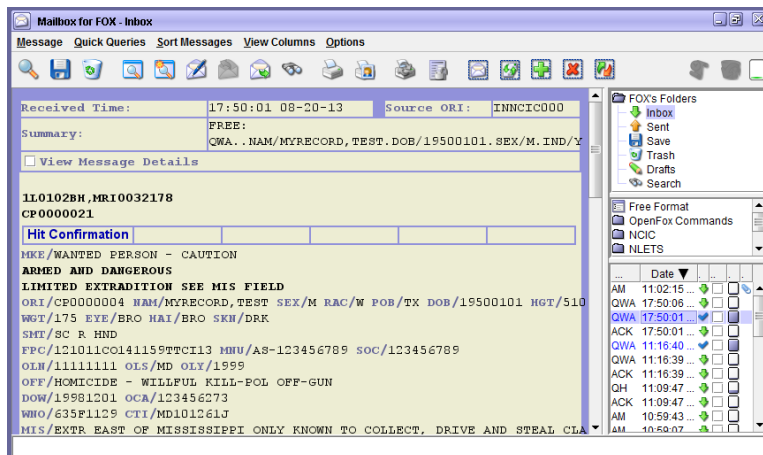 Mailbox for FOX - Inbox
Message Quick Queries Sort Messages View Columns Options
Received Time: 17:50:01 08-20-13 Source ORI: INNCIC000
Summary: FREE:
QWA..NAM/MYRECORD,TEST.DOB/19500101.SEX/M.IND/Y
View Message Details
1L0102BH,MRI0032178
CP0000021
Hit Confirmation
MKE/WANTED PERSON - CAUTION
ARMED AND DANGEROUS
LIMITED EXTRADITION SEE MIS FIELD
ORI/CP0000004 NAM/MYRECORD,TEST SEX/M RAC/W POB/TX DOB/19500101 HGT/510
WGT/175 EYE/BRO HAI/BRO SKN/DRK
SMT/SC R HND
FPC/121011CO141159TTCI13 MNU/AS-123456789 SOC/123456789
OLN/11111111 OLS/MD OLY/1999
OFF/HOMICIDE - WILLFUL KILL-POL OFF-GUN
DOW/19981201 OCA/123456273
WNO/635F1129 CTI/MD101261J
MIS/EXTR EAST OF MISSISSIPPI ONLY KNOWN TO COLLECT, DRIVE AND STEAL CLA
FOX's Folders
Inbox
Sent
Save
Trash
Drafts
Search
Free Format
OpenFox Commands
NCIC
NLETS
... Date . .. . .
AM 11:02:15 ...
QWA 17:50:06 ...
QWA 17:50:01 ...
ACK 17:50:01 ...
QWA 11:16:40 ...
QWA 11:16:39 ...
ACK 11:16:39 ...
QH 11:09:47 ...
ACK 11:09:47 ...
AM 10:59:43 ...
AM 10:59:07 ...